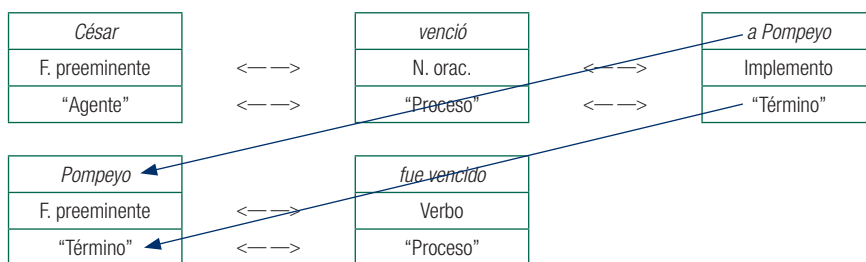 César venció a Pompeyo
F. preeminente <— —> N. orac. <— —> Implemento
“Agente” <— —> “Proceso” <— —> “Término”
Pompeyo fue vencido
F. preeminente <— —> Verbo
“Término” <— —> “Proceso”